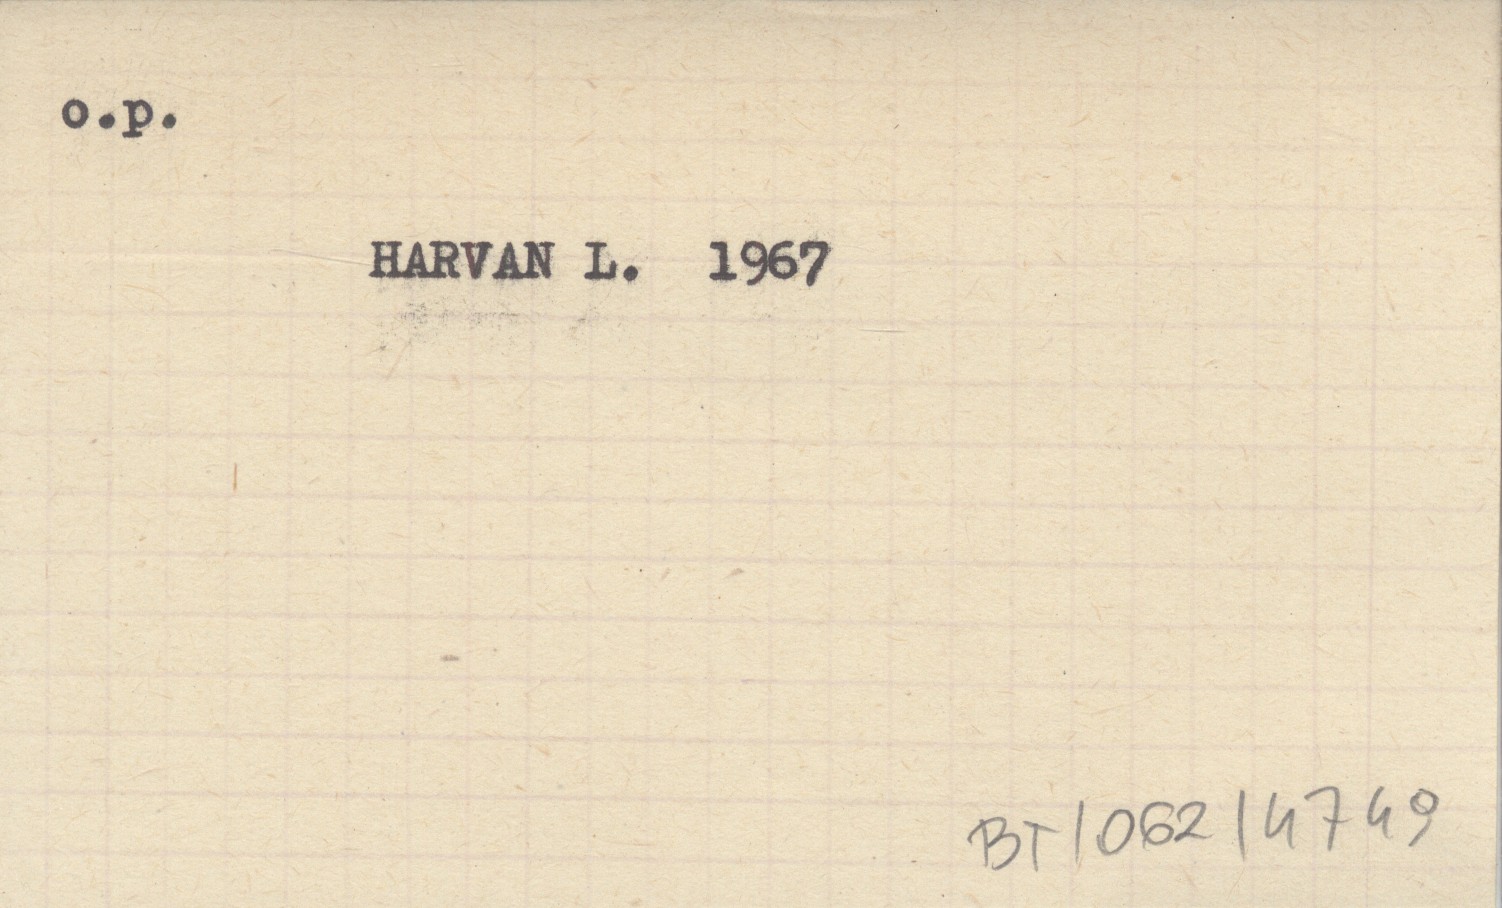 o.p.
HARVAN L. 1967
BT/062/4749